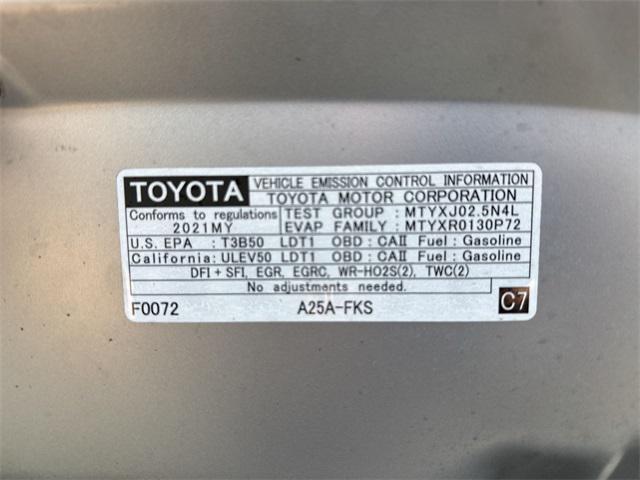 TOYOTA VEHICLE EMISSION CONTROL INFORMATION
TOYOTA MOTOR CORPORATION
Conforms to regulations TEST GROUP : MTYXJ02.5N4L
2021MY EVAP FAMILY : MTYXR0130P72
U.S. EPA : T3B50 LDT1 OBD : CAII Fuel : Gasoline
California: ULEV50 LDT1 OBD : CAII Fuel : Gasoline
DFI + SFI, EGR, EGRC, WR-HO2S(2), TWC(2)
No adjustments needed.
F0072 A25A-FKS C7